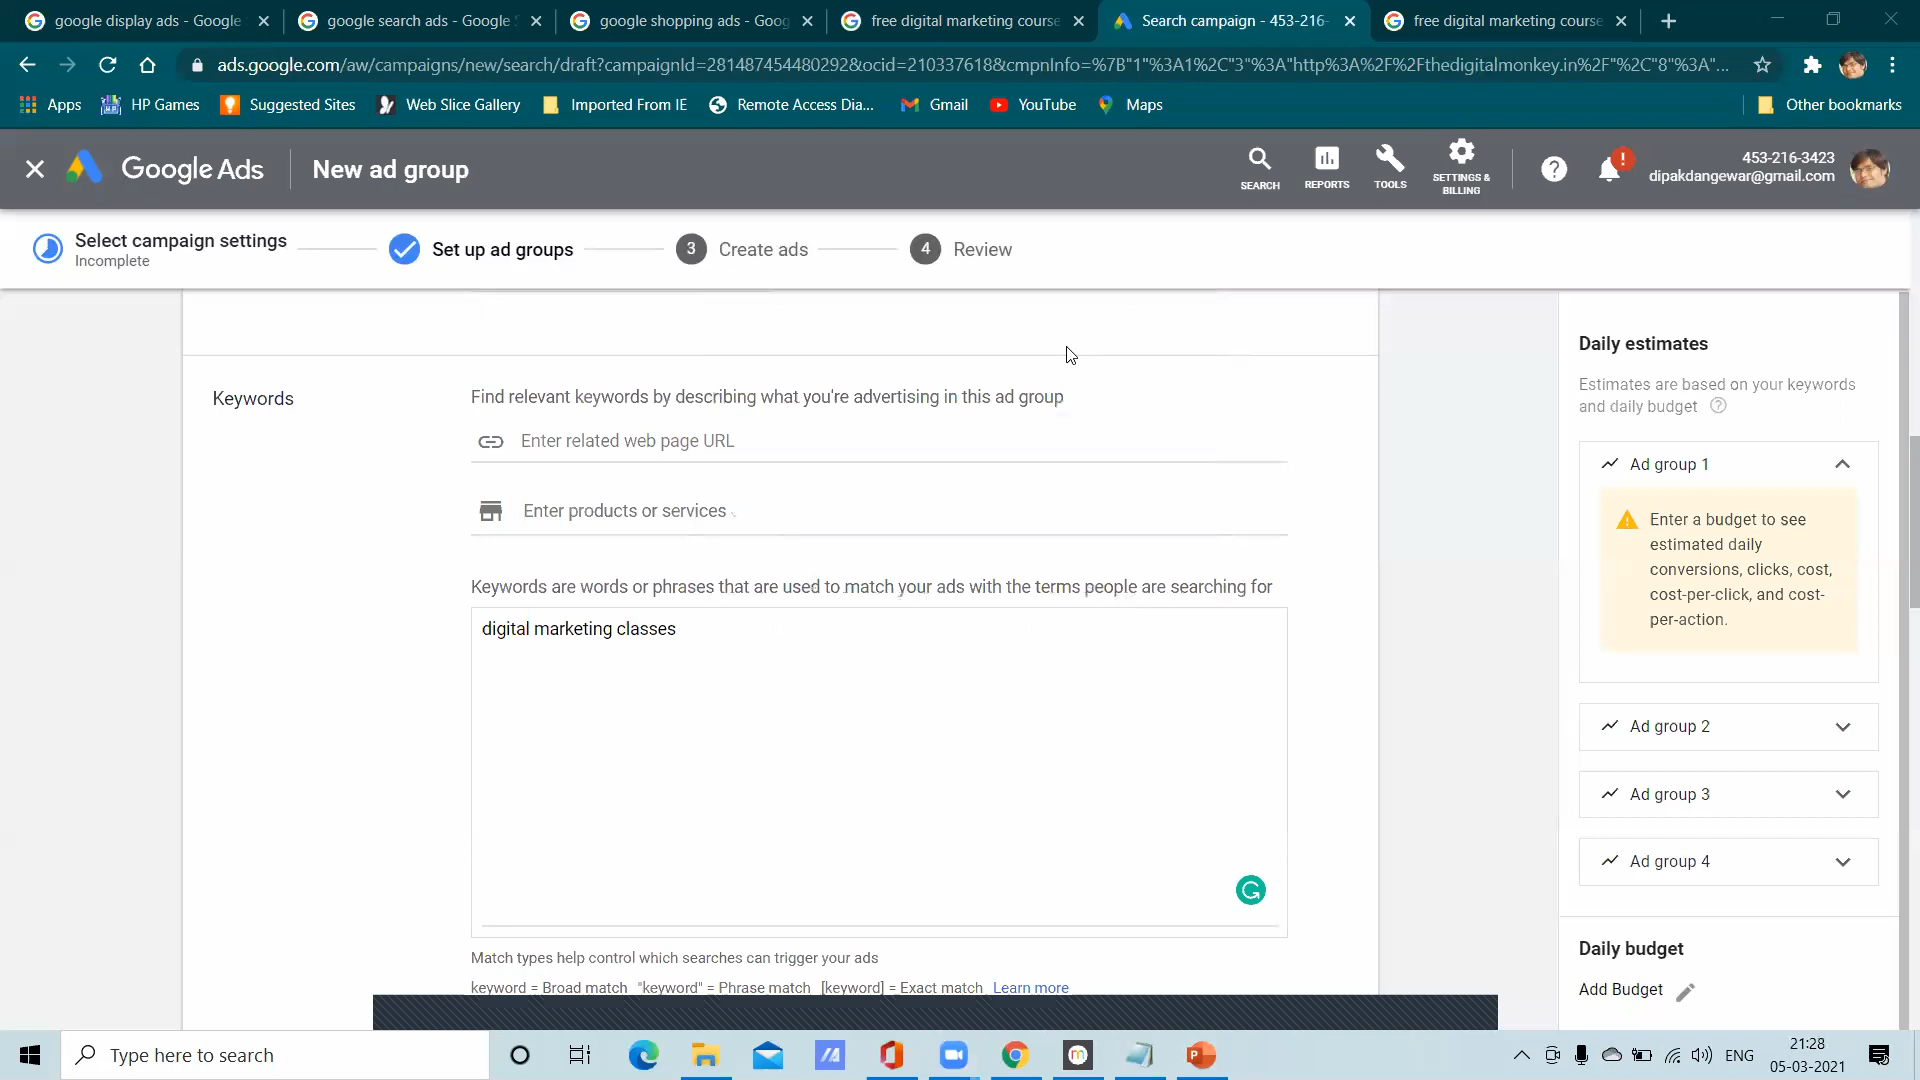 google display ads - Google
google search ads - Google S
google shopping ads - Goog
free digital marketing course
Search campaign - 453-216-
free digital marketing course
ads.google.com/aw/campaigns/new/search/draft?campaignId=281487454480292&ocid=210337618&cmpnInfo=%7B"1"%3A1%2C"3"%3A"http%3A%2F%2Fthedigitalmonkey.in%2F"%2C"8"%3A"...
Apps
HP Games
Suggested Sites
Web Slice Gallery
Imported From IE
Remote Access Dia...
Gmail
YouTube
Maps
Other bookmarks
Google Ads
New ad group
SEARCH
REPORTS
TOOLS
SETTINGS &
BILLING
453-216-3423
dipakdangewar@gmail.com
Select campaign settings
Incomplete
Set up ad groups
3
Create ads
4
Review
Keywords
Find relevant keywords by describing what you're advertising in this ad group
Enter related web page URL
Enter products or services
Keywords are words or phrases that are used to match your ads with the terms people are searching for
digital marketing classes
Match types help control which searches can trigger your ads
keyword = Broad match "keyword" = Phrase match [keyword] = Exact match Learn more
Daily estimates
Estimates are based on your keywords
and daily budget
Ad group 1
Enter a budget to see
estimated daily
conversions, clicks, cost,
cost-per-click, and cost-
per-action.
Ad group 2
Ad group 3
Ad group 4
Daily budget
Add Budget
Type here to search
ENG
21:28
05-03-2021